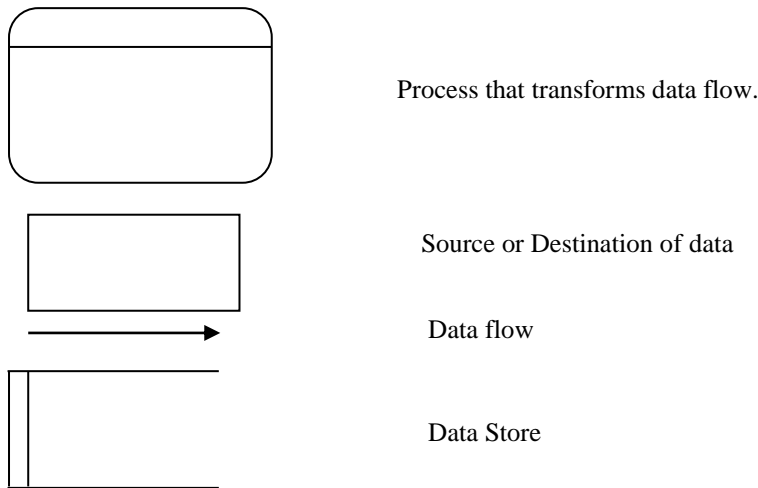 Process that transforms data flow.
Source or Destination of data
Data flow
Data Store